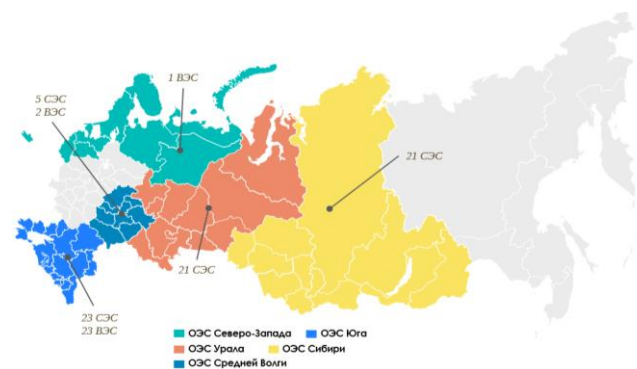 1 ВЭС
5 СЭС
2 ВЭС
21 СЭС
21 СЭС
23 СЭС
23 ВЭС
ОЭС Северо-Запада
ОЭС Юга
ОЭС Урала
ОЭС Сибири
ОЭС Средней Волги